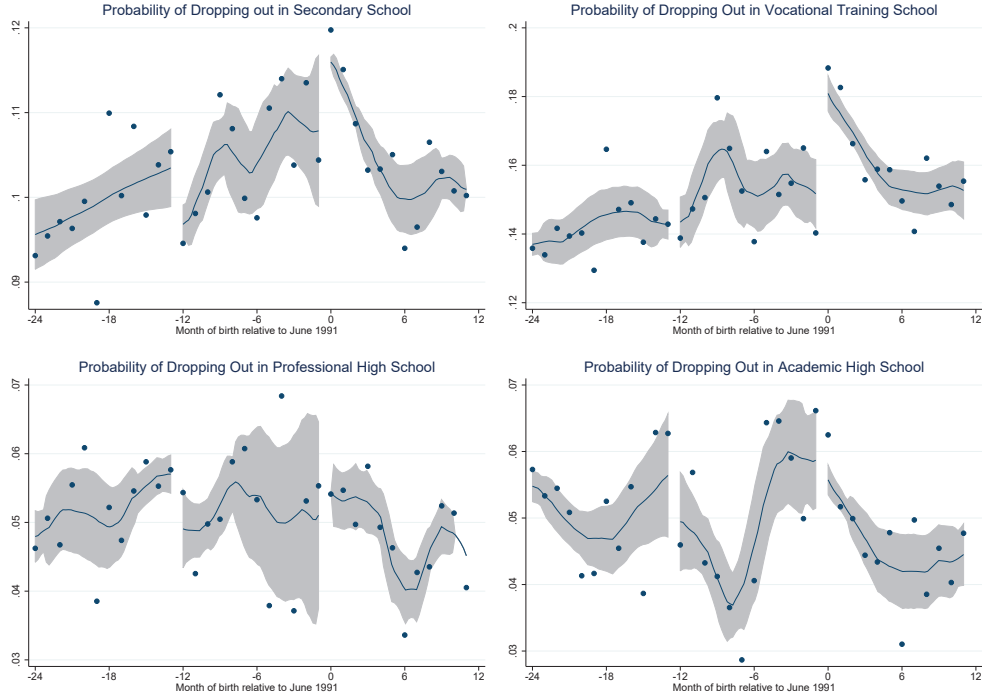 Probability of Dropping out in Secondary School
.12
.11
.1
.09
-24 -18 -12 -6 0 6 12
Month of birth relative to June 1991
Probability of Dropping Out in Vocational Training School
.2
.18
.16
.14
.12
-24 -18 -12 -6 0 6 12
Month of birth relative to June 1991
Probability of Dropping Out in Professional High School
.07
.06
.05
.04
.03
-24 -18 -12 -6 0 6 12
Month of birth relative to June 1991
Probability of Dropping Out in Academic High School
.07
.06
.05
.04
.03
-24 -18 -12 -6 0 6 12
Month of birth relative to June 1991